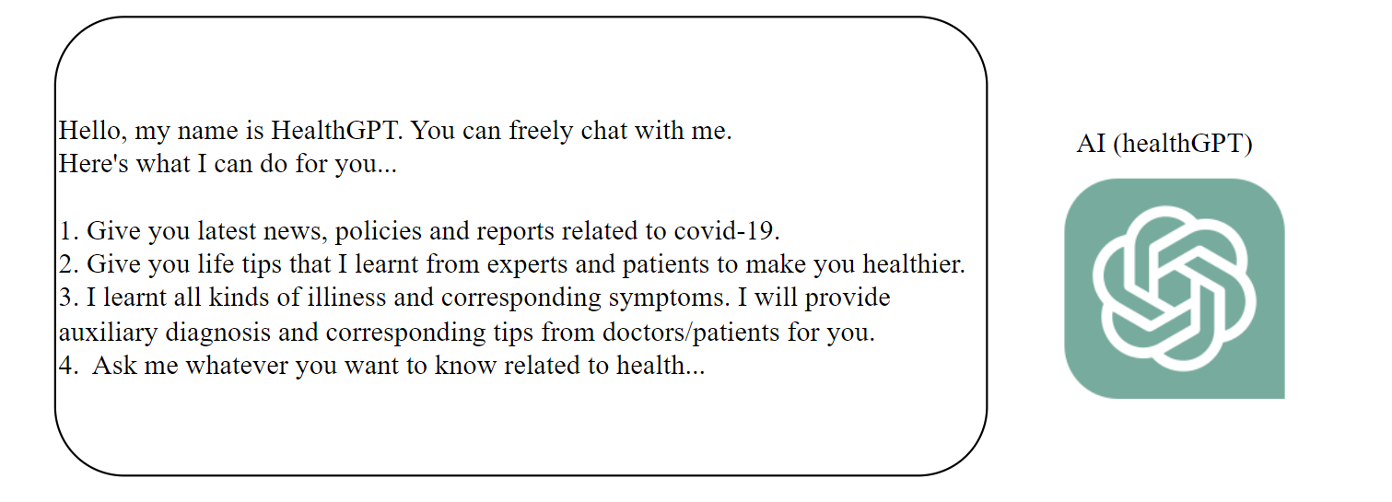 Hello, my name is HealthGPT. You can freely chat with me.
Here's what I can do for you...
1. Give you latest news, policies and reports related to covid-19.
2. Give you life tips that I learnt from experts and patients to make you healthier.
3. I learnt all kinds of illiness and corresponding symptoms. I will provide
auxiliary diagnosis and corresponding tips from doctors/patients for you.
4.  Ask me whatever you want to know related to health...
AI (healthGPT)